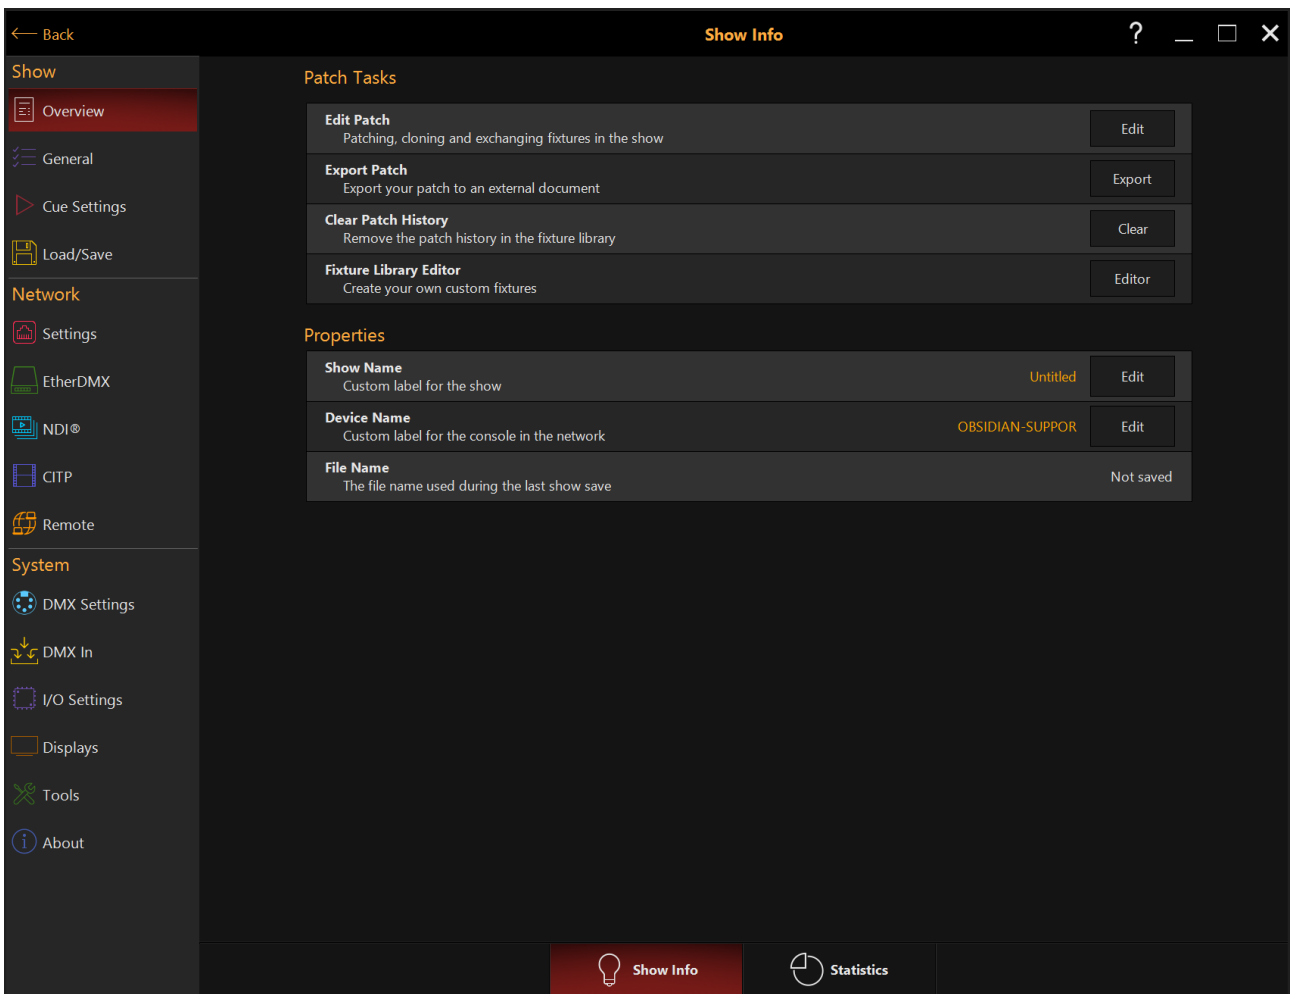 Back
Show Info
?
Show
Overview
General
Cue Settings
Load/Save
Network
Settings
EtherDMX
NDI®
CITP
Remote
System
DMX Settings
DMX In
I/O Settings
Displays
Tools
About
Patch Tasks
Edit Patch
Patching, cloning and exchanging fixtures in the show
Edit
Export Patch
Export your patch to an external document
Export
Clear Patch History
Remove the patch history in the fixture library
Clear
Fixture Library Editor
Create your own custom fixtures
Editor
Properties
Show Name
Custom label for the show
Untitled
Edit
Device Name
Custom label for the console in the network
OBSIDIAN-SUPPOR
Edit
File Name
The file name used during the last show save
Not saved
Show Info
Statistics